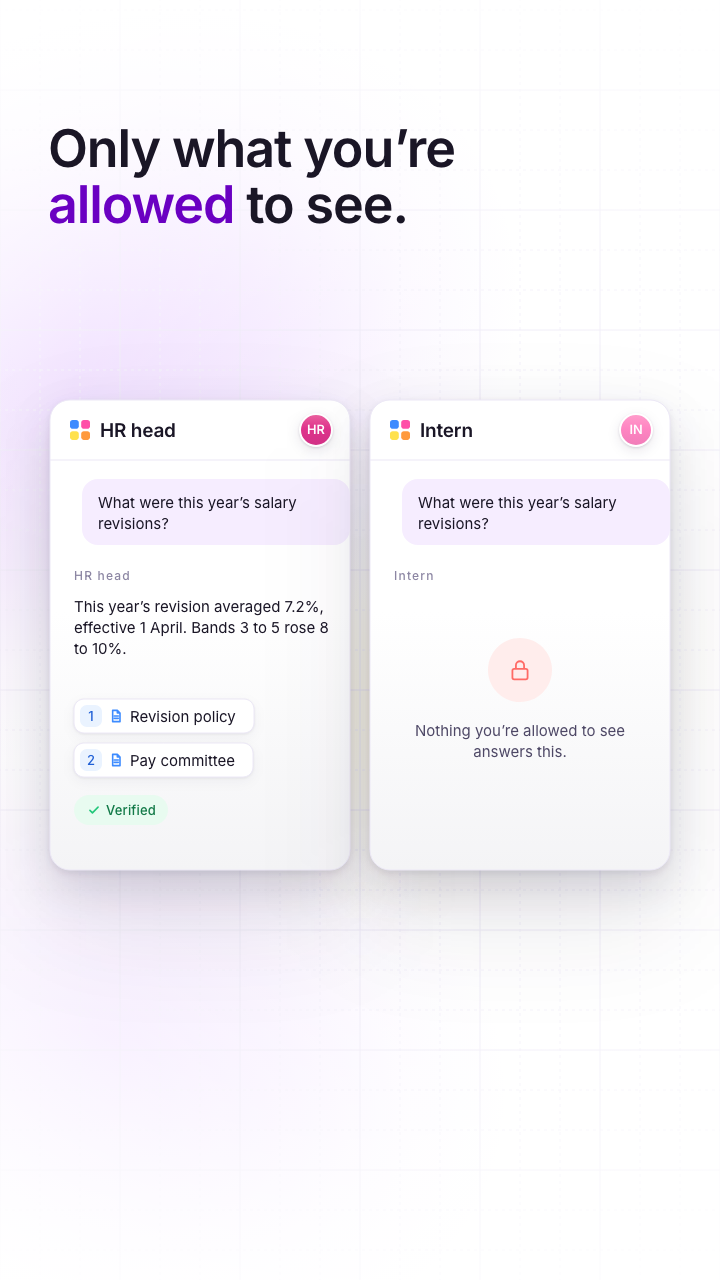 Only what you’re
allowed to see.
HR head
HR
What were this year’s salary
revisions?
HR head
This year’s revision averaged 7.2%,
effective 1 April. Bands 3 to 5 rose 8
to 10%.
1 Revision policy
2 Pay committee
Verified
Intern
IN
What were this year’s salary
revisions?
Intern
Nothing you’re allowed to see
answers this.